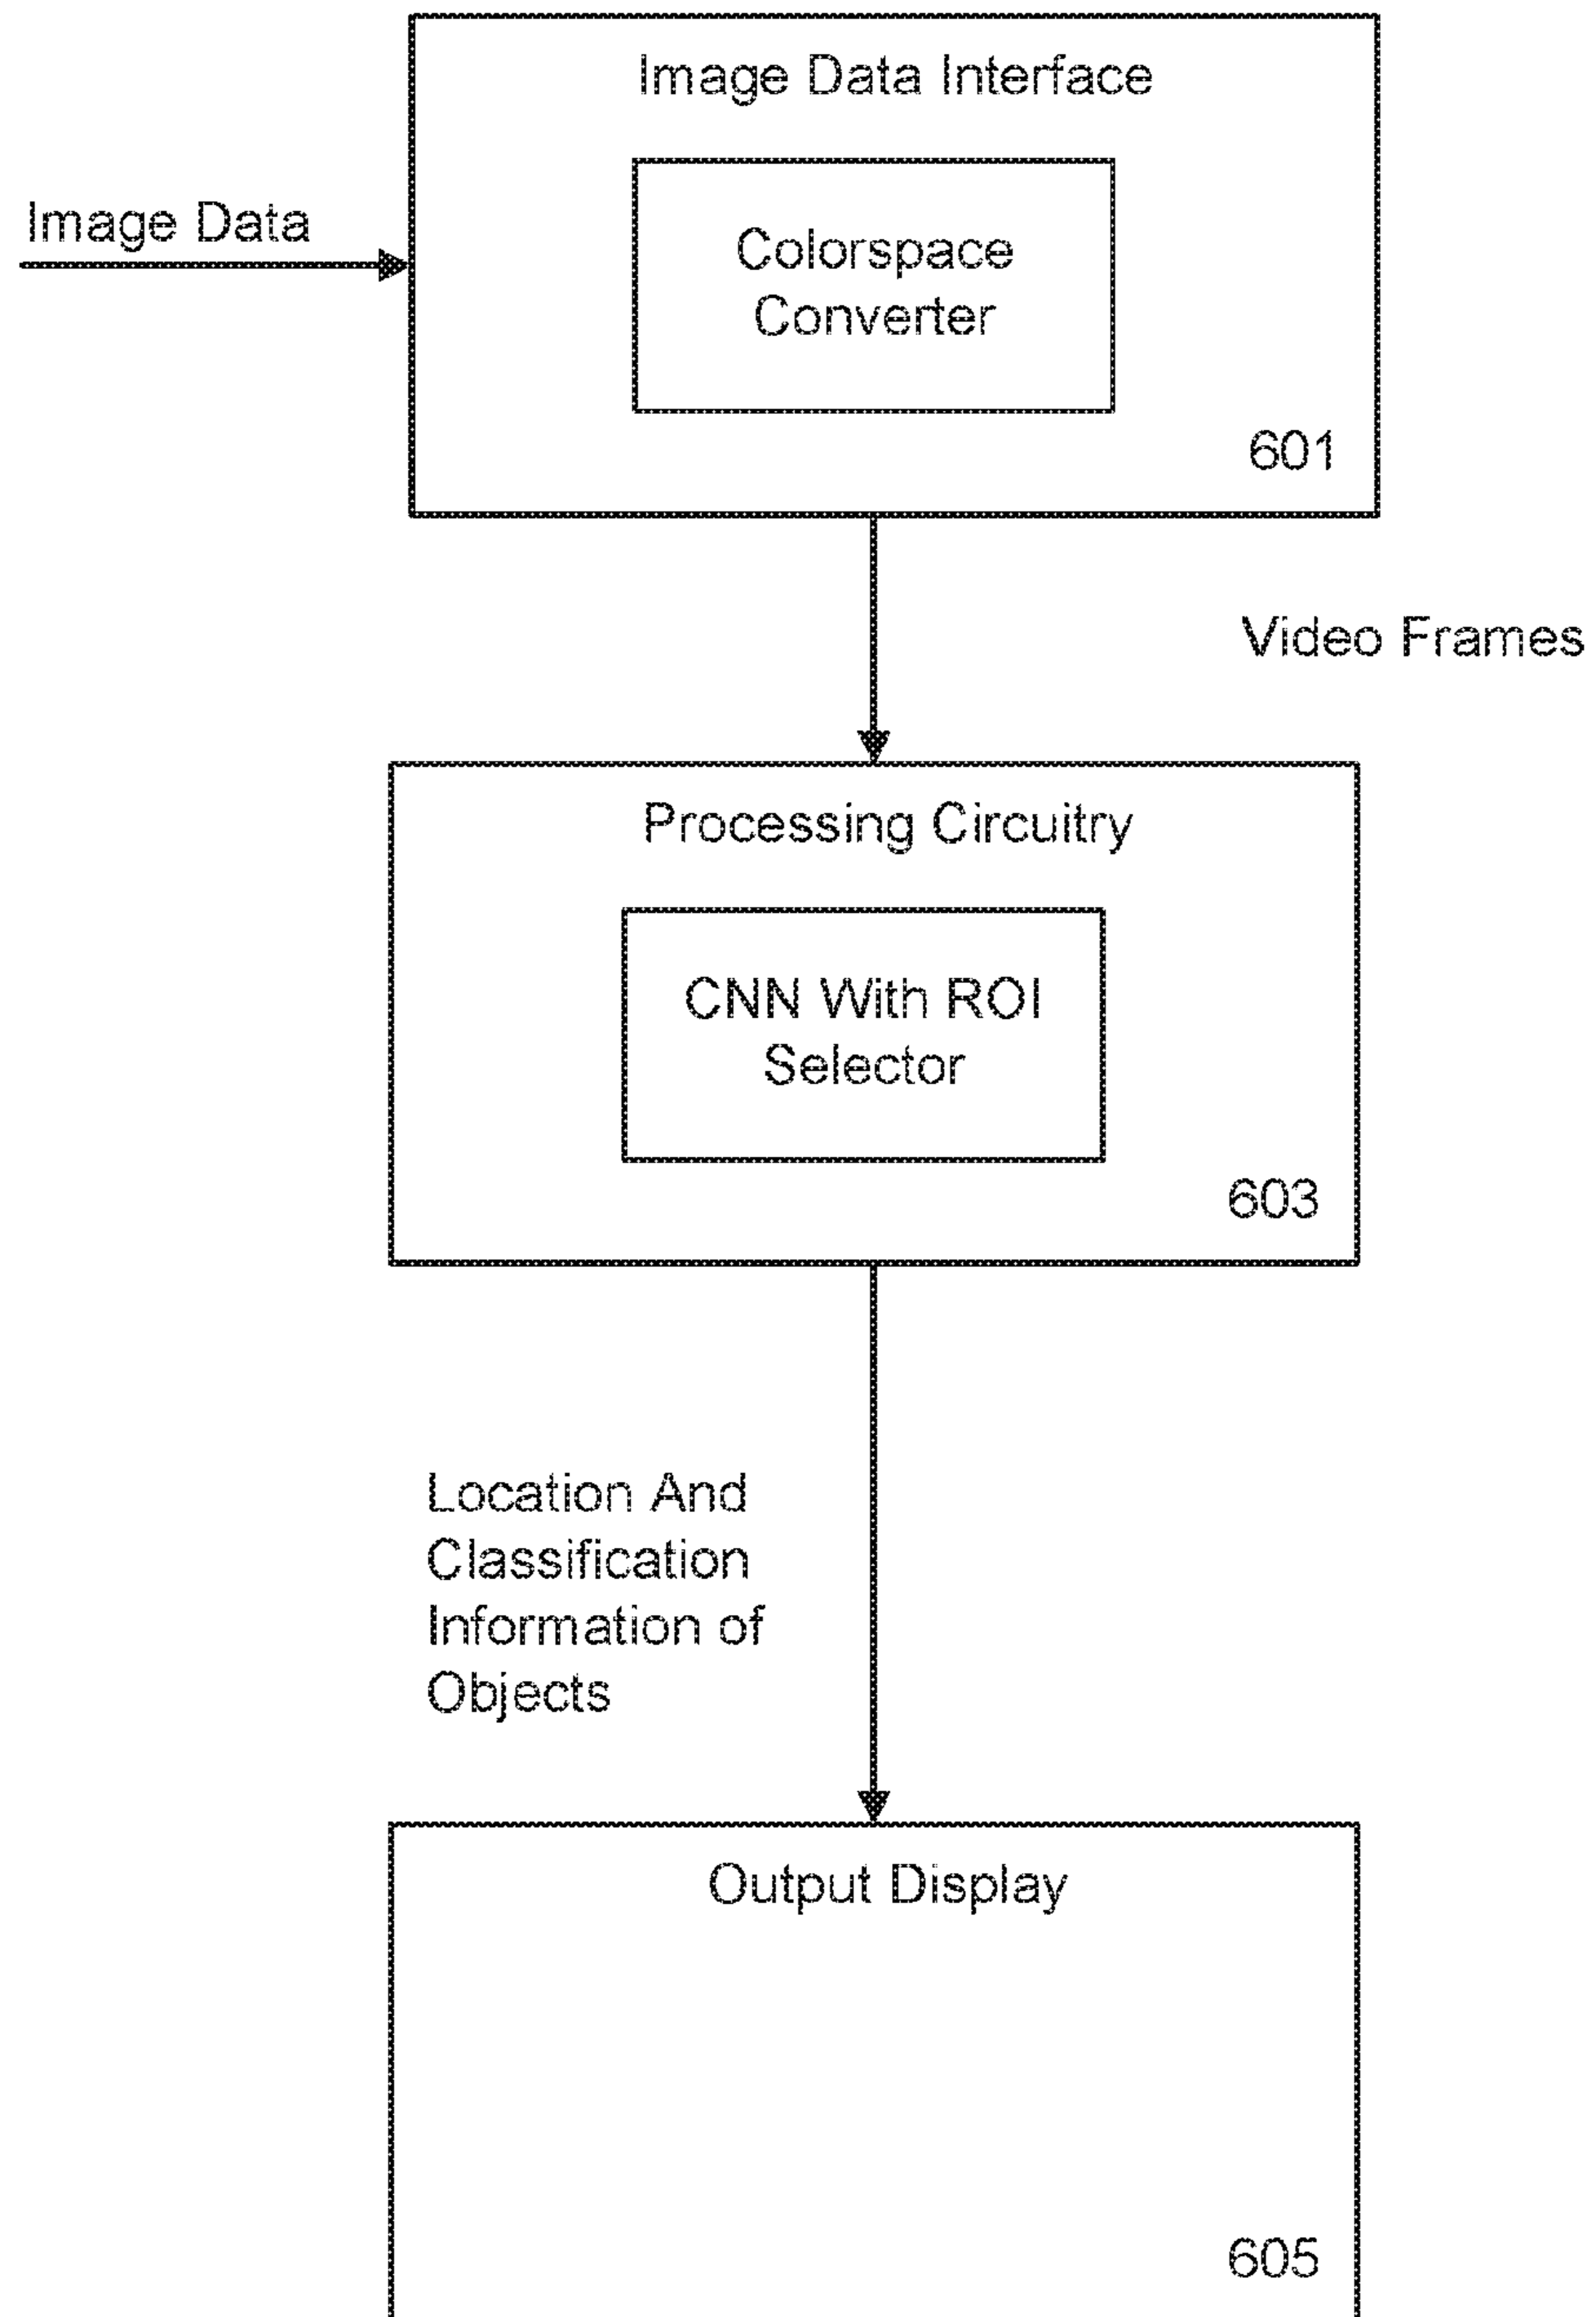 Image Data Interface
Image Data
Colorspace
Converter
601
Video Frames
Processing Circuitry
CNN With ROI
Selector
603
Location And
Classification
Information of
Objects
Output Display
605